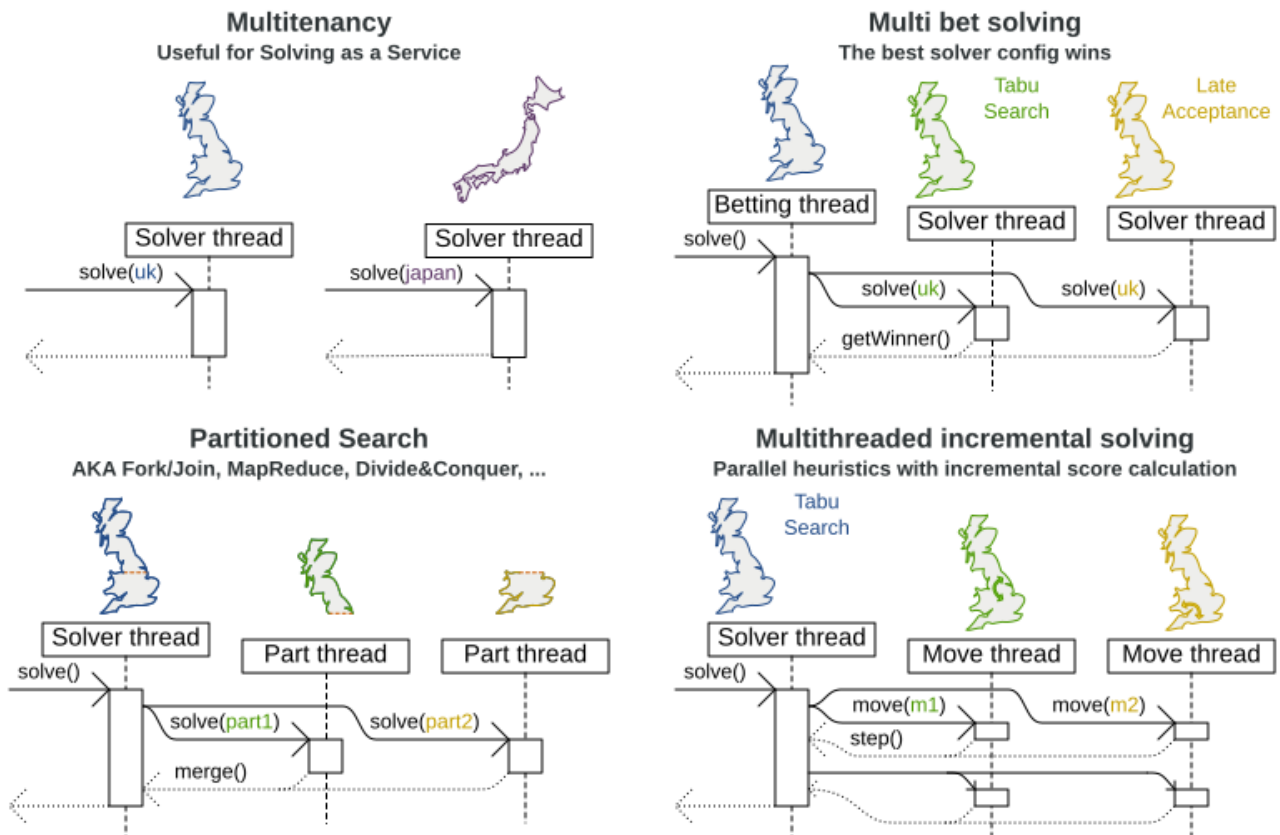 Multitenancy
Useful for Solving as a Service
Solver thread
Solver thread
solve(uk)
solve(japan)
Multi bet solving
The best solver config wins
Tabu
Search
Late
Acceptance
Betting thread
Solver thread
Solver thread
solve()
solve(uk)
solve(uk)
getWinner()
Partitioned Search
AKA Fork/Join, MapReduce, Divide&Conquer, ...
Solver thread
Part thread
Part thread
solve()
solve(part1)
solve(part2)
merge()
Multithreaded incremental solving
Parallel heuristics with incremental score calculation
Tabu
Search
Solver thread
Move thread
Move thread
solve()
move(m1)
move(m2)
step()